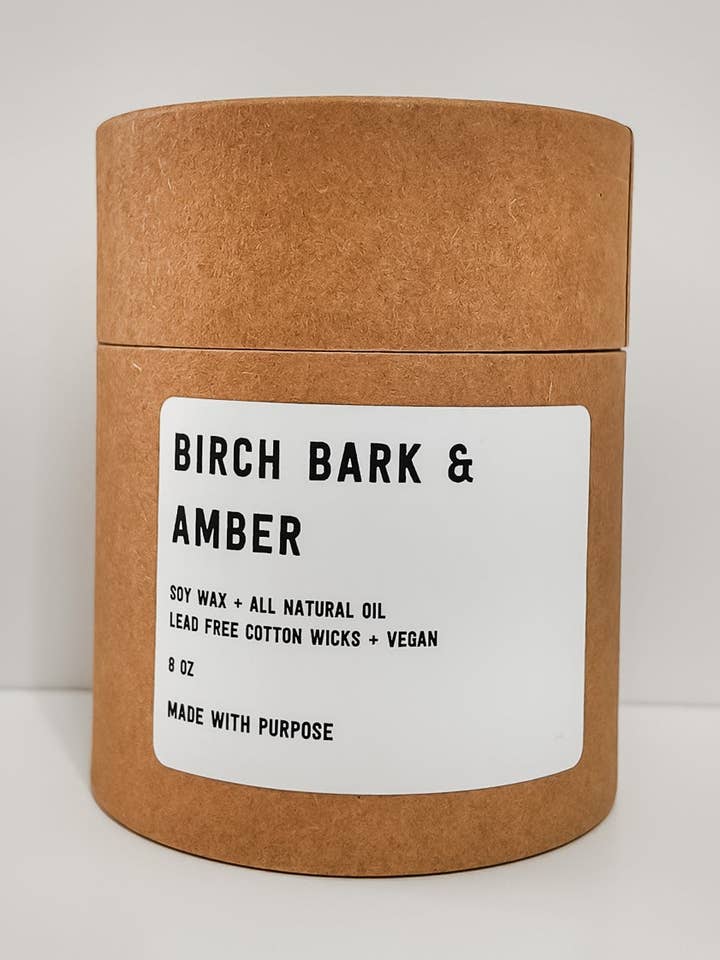 BIRCH BARK &
AMBER
SOY WAX + ALL NATURAL OIL
LEAD FREE COTTON WICKS + VEGAN
8 OZ
MADE WITH PURPOSE